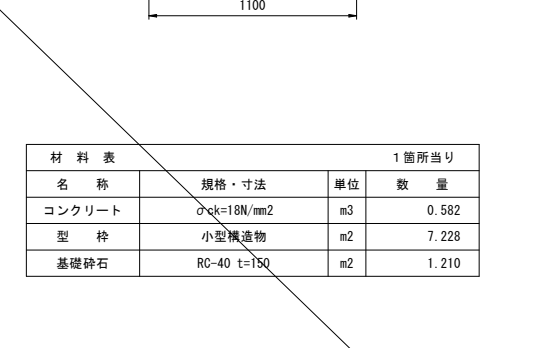 1100
材 料 表 1箇所当り
名 称 規格・寸法 単位 数 量
コンクリート σck=18N/mm2 m3 0.582
型 枠 小型構造物 m2 7.228
基礎砕石 RC-40 t=150 m2 1.210